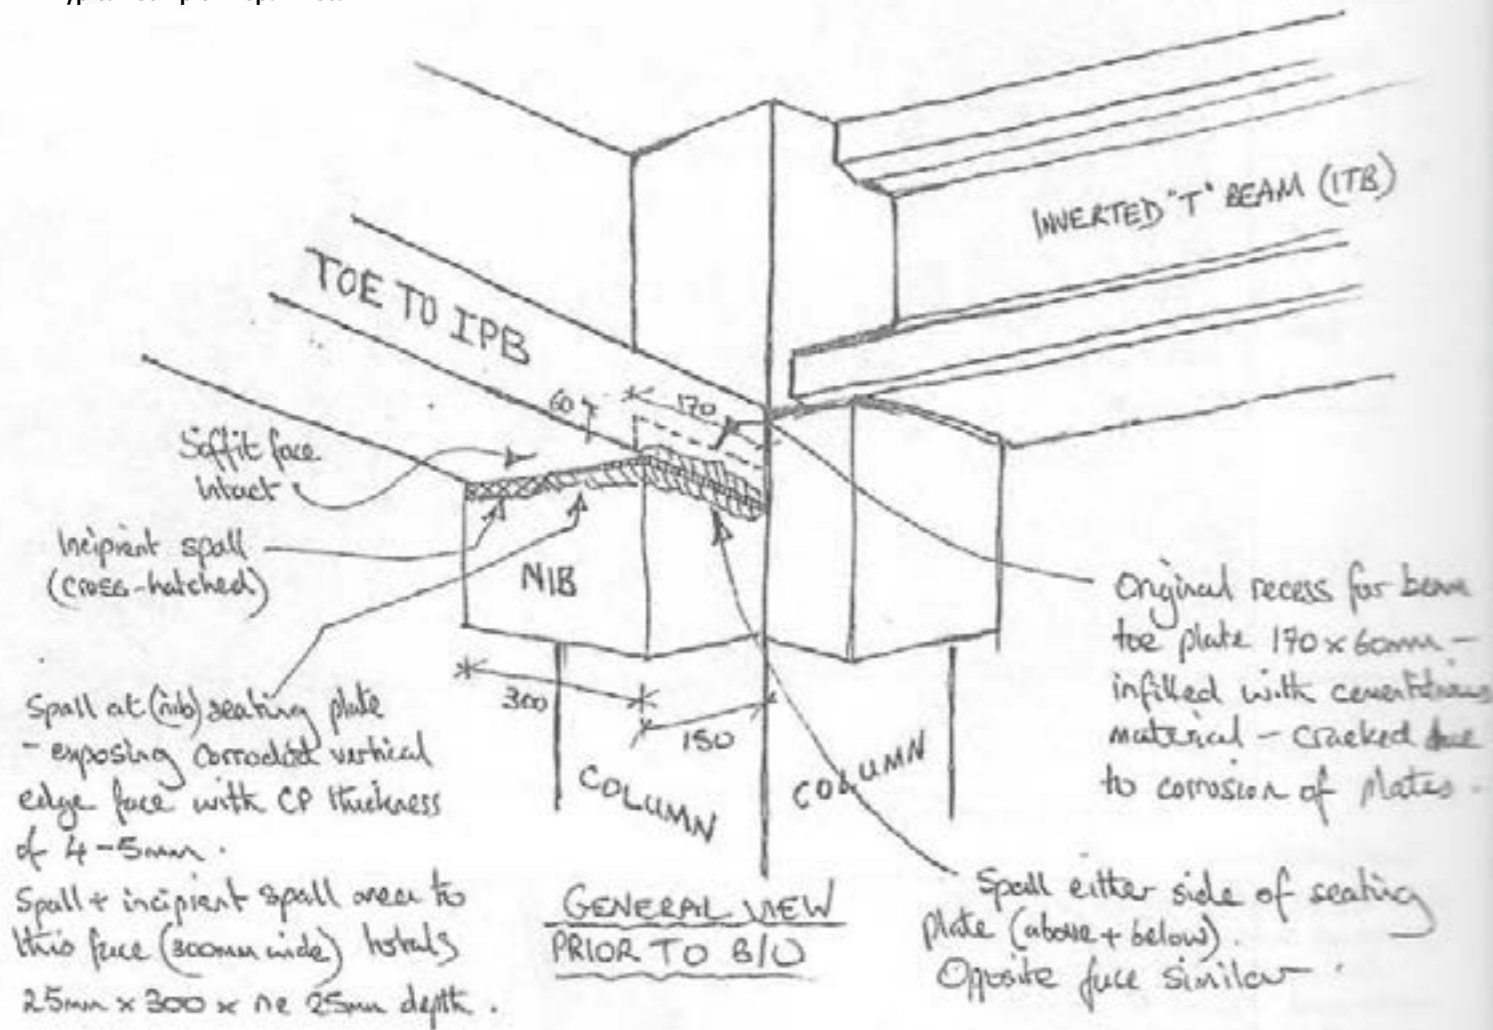 INVERTED "T" BEAM (ITB)
TOE TO IPB
60
170
Soffit face
intact
Incipient spall
(cross-hatched)
NIB
Original recess for beam
toe plate 170 x 60mm -
infilled with cementitious
material - cracked due
to corrosion of plates.
300
150
Spall at (nib) seating plate
- exposing corroded vertical
edge face with CP thickness
of 4-5mm.
COLUMN
COLUMN
Spall + incipient spall area to
this face (300mm wide) totals
25mm x 300 x ne 25mm depth.
GENERAL VIEW
PRIOR TO B/O
Spall either side of seating
plate (above + below).
Opposite face similar.